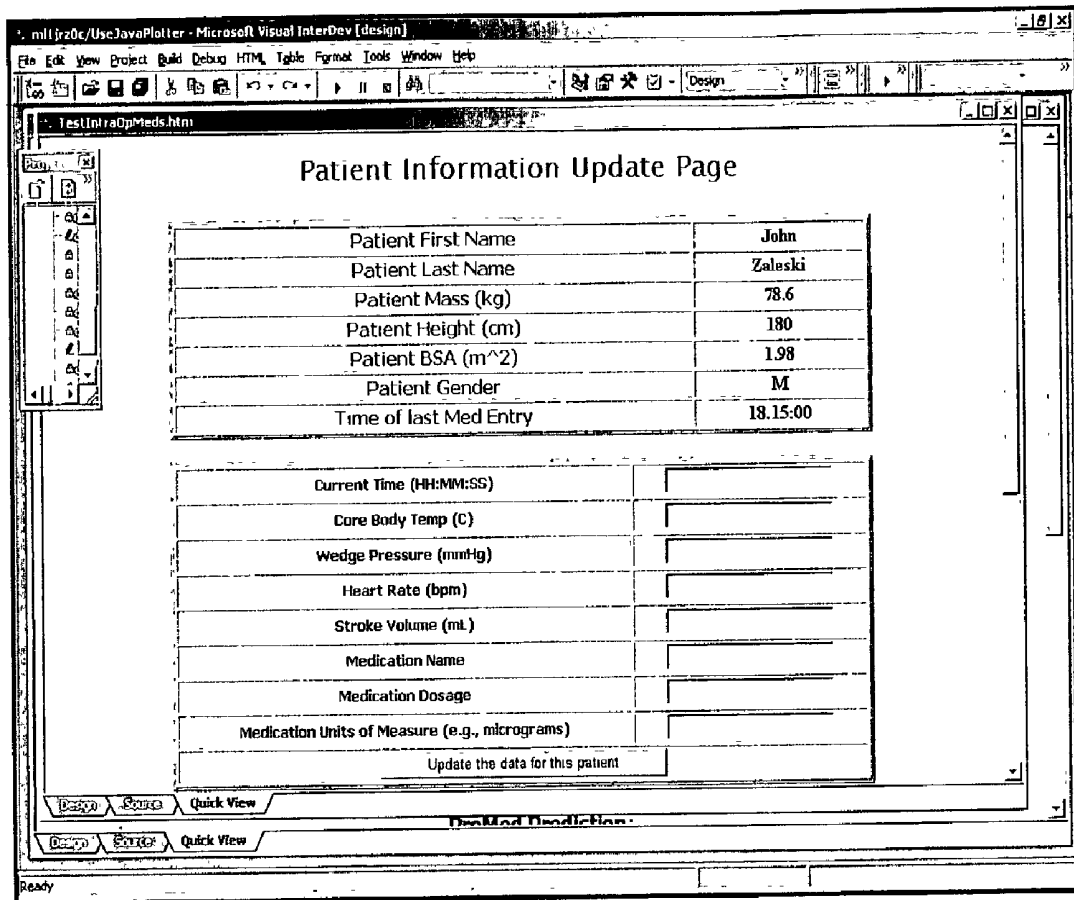 mltjrz0c/UseJavaPlotter - Microsoft Visual InterDev [design]
File Edit View Project Build Debug HTML Table Format Tools Window Help
Design
TestIntraOpMeds.htm
Patient Information Update Page
Patient First Name John
Patient Last Name Zaleski
Patient Mass (kg) 78.6
Patient Height (cm) 180
Patient BSA (m^2) 1.98
Patient Gender M
Time of last Med Entry 18.15:00
Current Time (HH:MM:SS)
Core Body Temp (C)
Wedge Pressure (mmHg)
Heart Rate (bpm)
Stroke Volume (mL)
Medication Name
Medication Dosage
Medication Units of Measure (e.g., micrograms)
Update the data for this patient
Design Source Quick View
Design Source Quick View
Ready